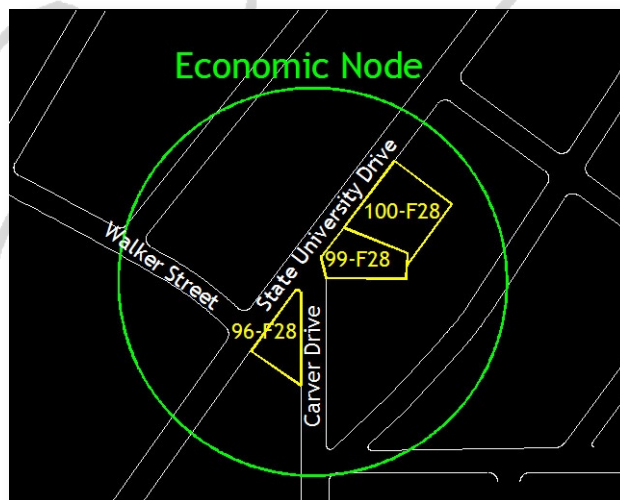 Economic Node
State University Drive
100-F28
Walker Street
99-F28
96-F28
Carver Drive